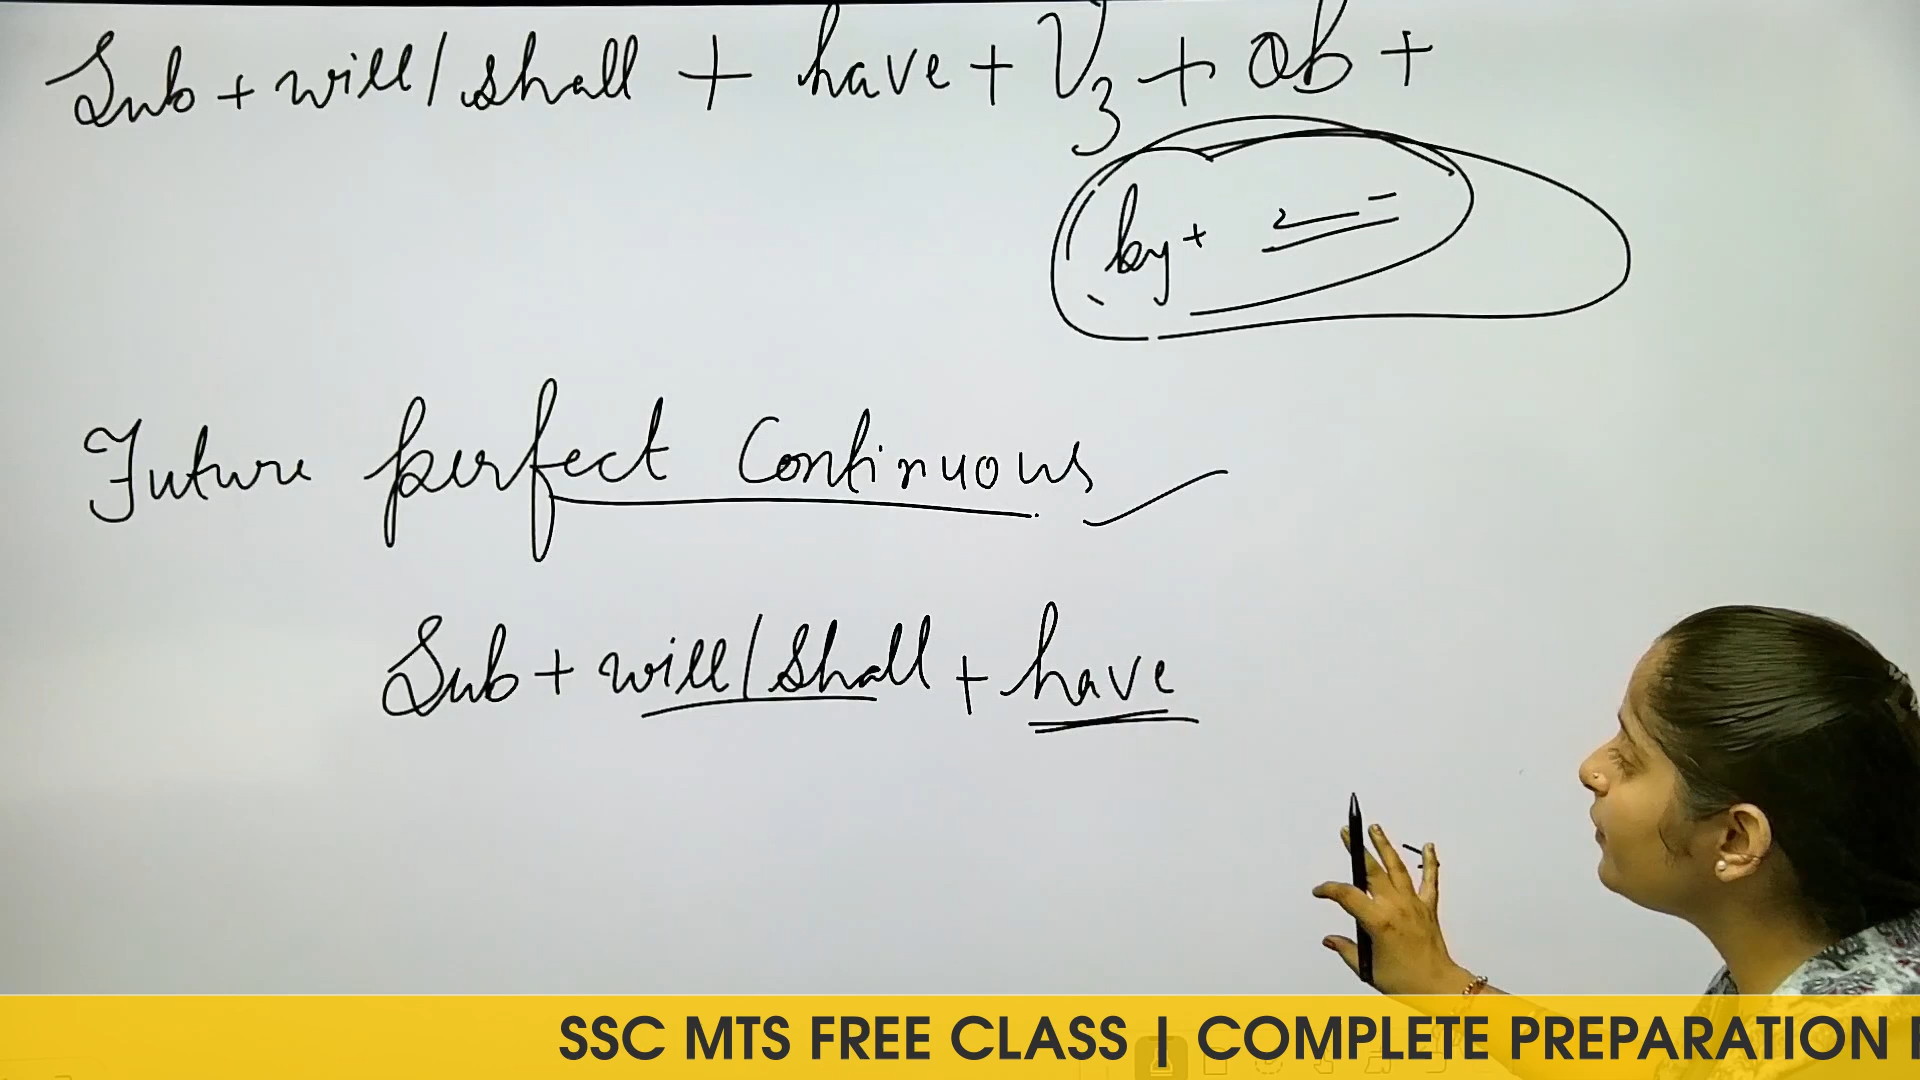 Sub + will/shall + have + V3 + Ob +
by +
Future perfect Continuous
Sub + will/shall + have
SSC MTS FREE CLASS | COMPLETE PREPARATION